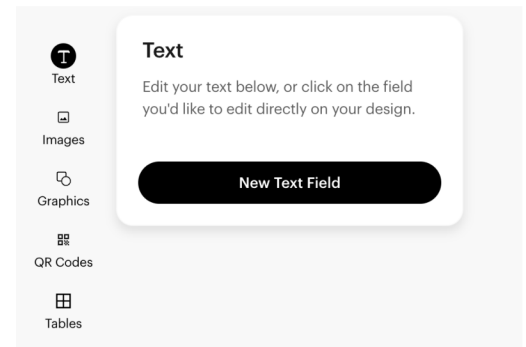 Text
Images
Graphics
QR Codes
Tables
Text
Edit your text below, or click on the field
you'd like to edit directly on your design.
New Text Field